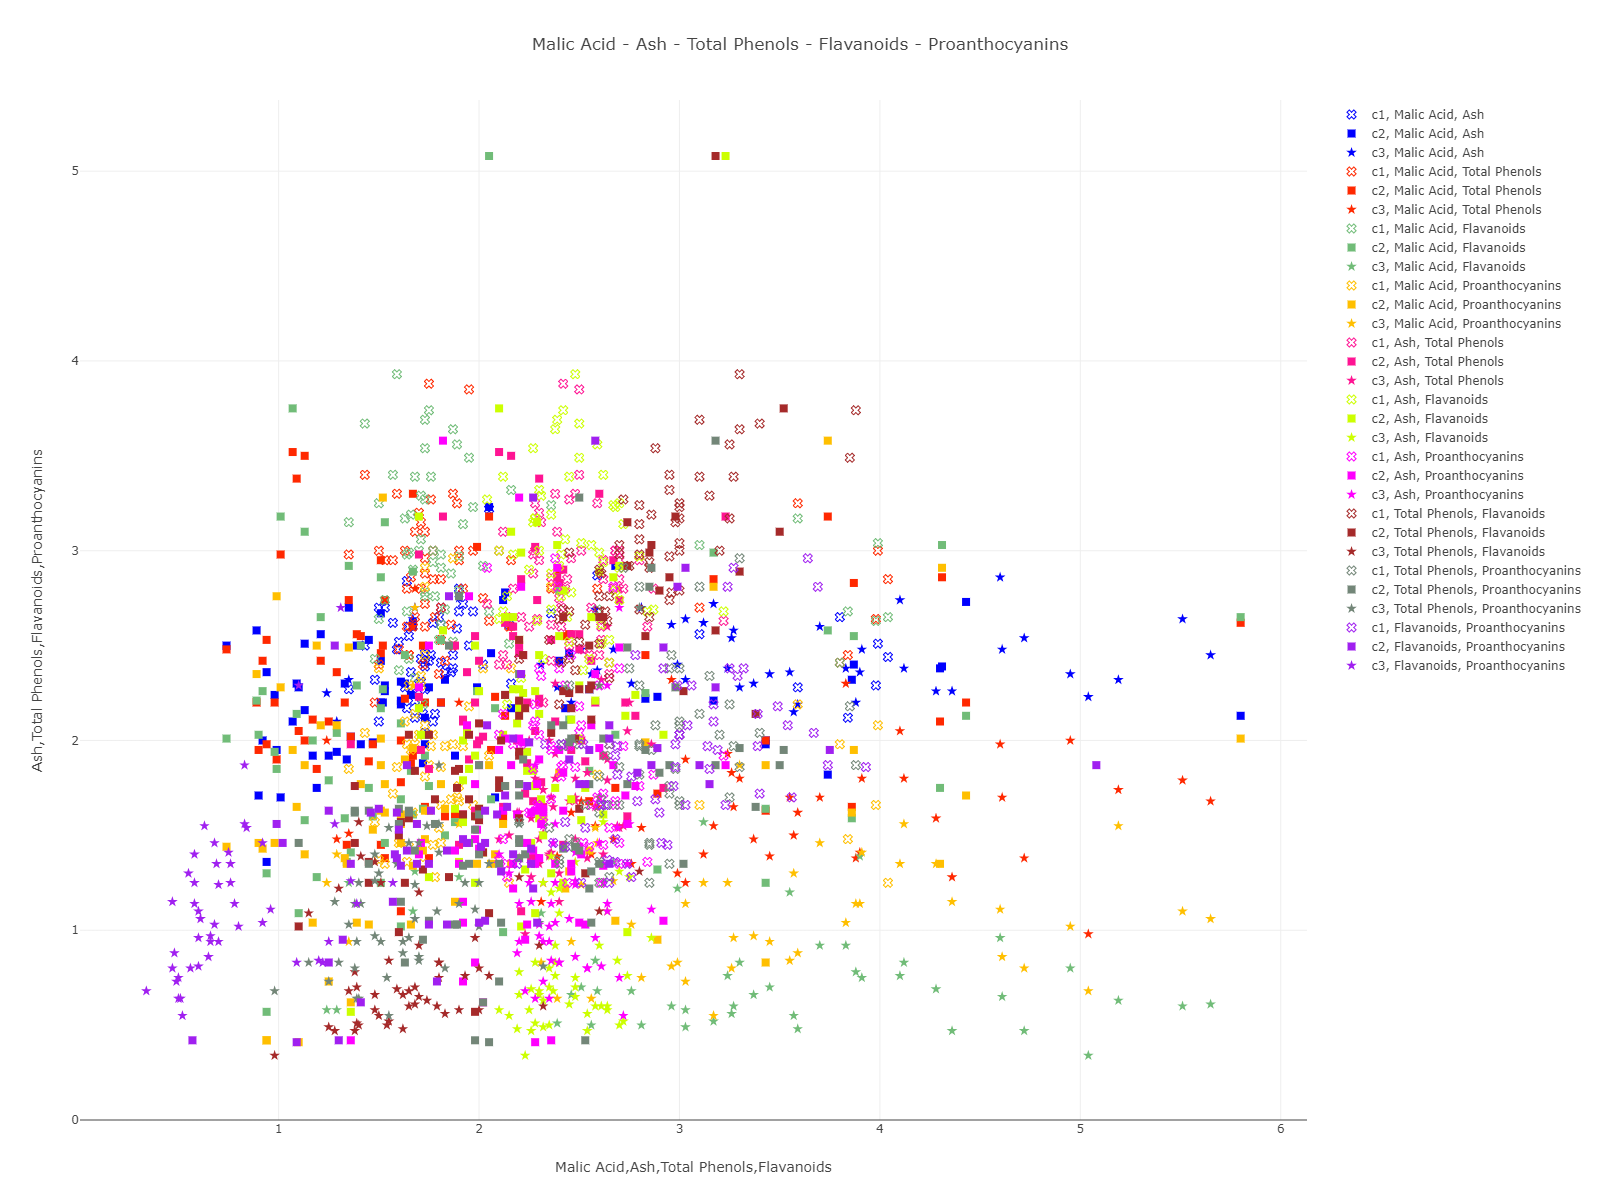 Malic Acid - Ash - Total Phenols - Flavanoids - Proanthocyanins
c1, Malic Acid, Ash
c2, Malic Acid, Ash
c3, Malic Acid, Ash
c1, Malic Acid, Total Phenols
c2, Malic Acid, Total Phenols
c3, Malic Acid, Total Phenols
c1, Malic Acid, Flavanoids
c2, Malic Acid, Flavanoids
c3, Malic Acid, Flavanoids
c1, Malic Acid, Proanthocyanins
c2, Malic Acid, Proanthocyanins
c3, Malic Acid, Proanthocyanins
c1, Ash, Total Phenols
c2, Ash, Total Phenols
c3, Ash, Total Phenols
c1, Ash, Flavanoids
c2, Ash, Flavanoids
c3, Ash, Flavanoids
c1, Ash, Proanthocyanins
c2, Ash, Proanthocyanins
c3, Ash, Proanthocyanins
c1, Total Phenols, Flavanoids
c2, Total Phenols, Flavanoids
c3, Total Phenols, Flavanoids
c1, Total Phenols, Proanthocyanins
c2, Total Phenols, Proanthocyanins
c3, Total Phenols, Proanthocyanins
c1, Flavanoids, Proanthocyanins
c2, Flavanoids, Proanthocyanins
c3, Flavanoids, Proanthocyanins
Ash,Total Phenols,Flavanoids,Proanthocyanins
5
4
3
2
1
0
1 2 3 4 5 6
Malic Acid,Ash,Total Phenols,Flavanoids